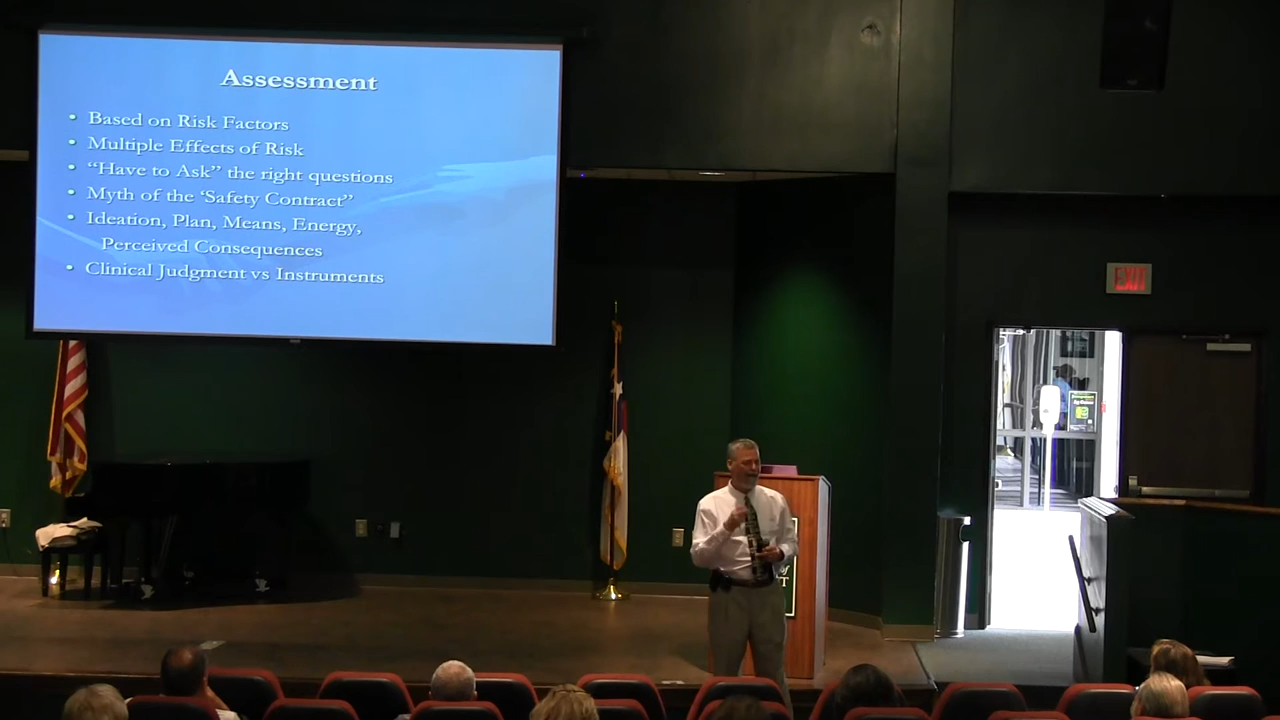 Assessment
• Based on Risk Factors
• Multiple Effects of Risk
• “Have to Ask” the right questions
• Myth of the ‘Safety Contract”
• Ideation, Plan, Means, Energy,
Perceived Consequences
• Clinical Judgment vs Instruments
EXIT
of
T